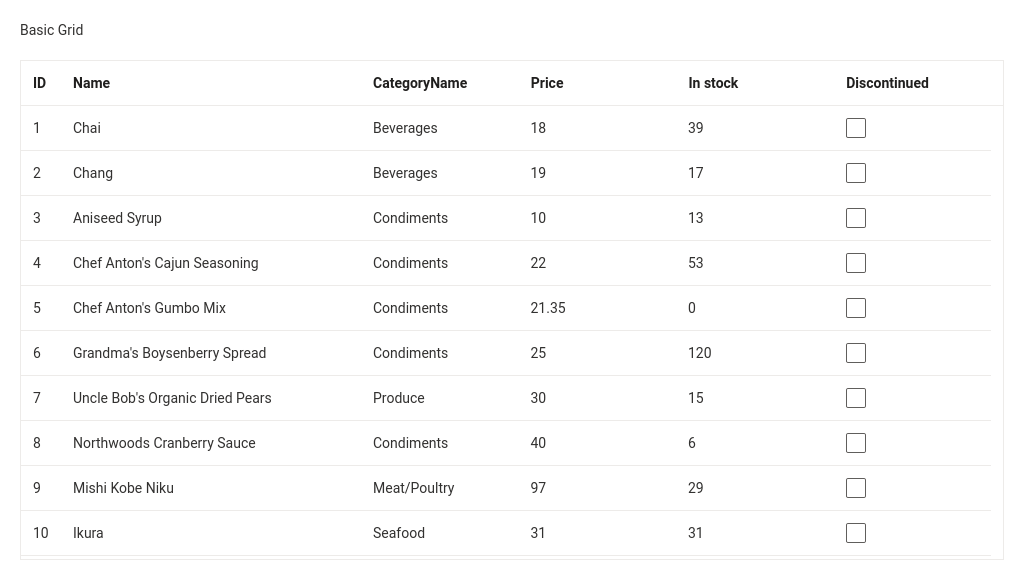 Basic Grid
ID Name CategoryName Price In stock Discontinued
1 Chai Beverages 18 39
2 Chang Beverages 19 17
3 Aniseed Syrup Condiments 10 13
4 Chef Anton's Cajun Seasoning Condiments 22 53
5 Chef Anton's Gumbo Mix Condiments 21.35 0
6 Grandma's Boysenberry Spread Condiments 25 120
7 Uncle Bob's Organic Dried Pears Produce 30 15
8 Northwoods Cranberry Sauce Condiments 40 6
9 Mishi Kobe Niku Meat/Poultry 97 29
10 Ikura Seafood 31 31